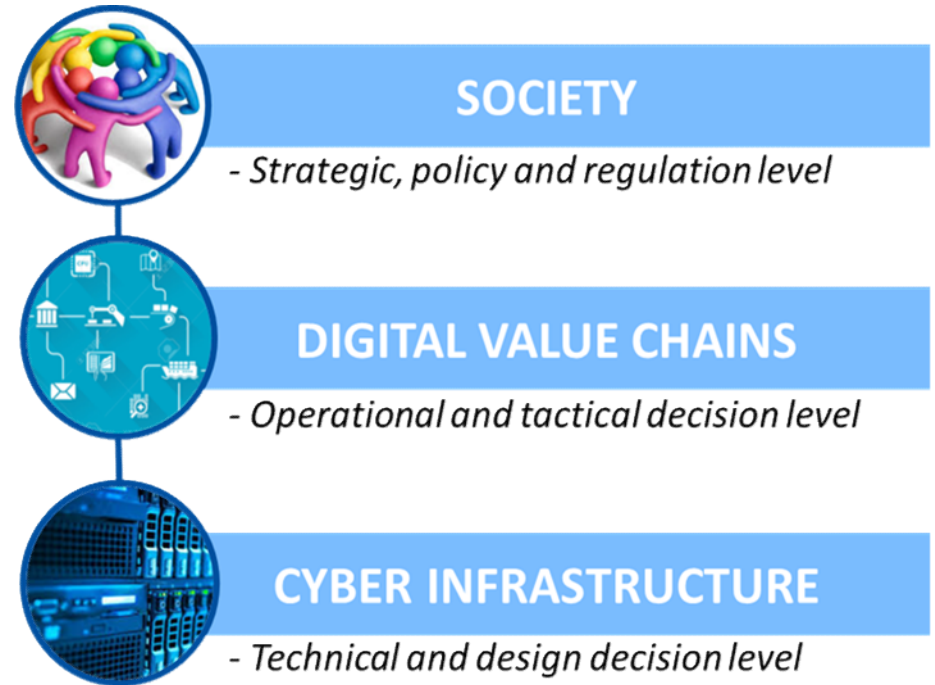 SOCIETY
- Strategic, policy and regulation level
DIGITAL VALUE CHAINS
- Operational and tactical decision level
CYBER INFRASTRUCTURE
- Technical and design decision level